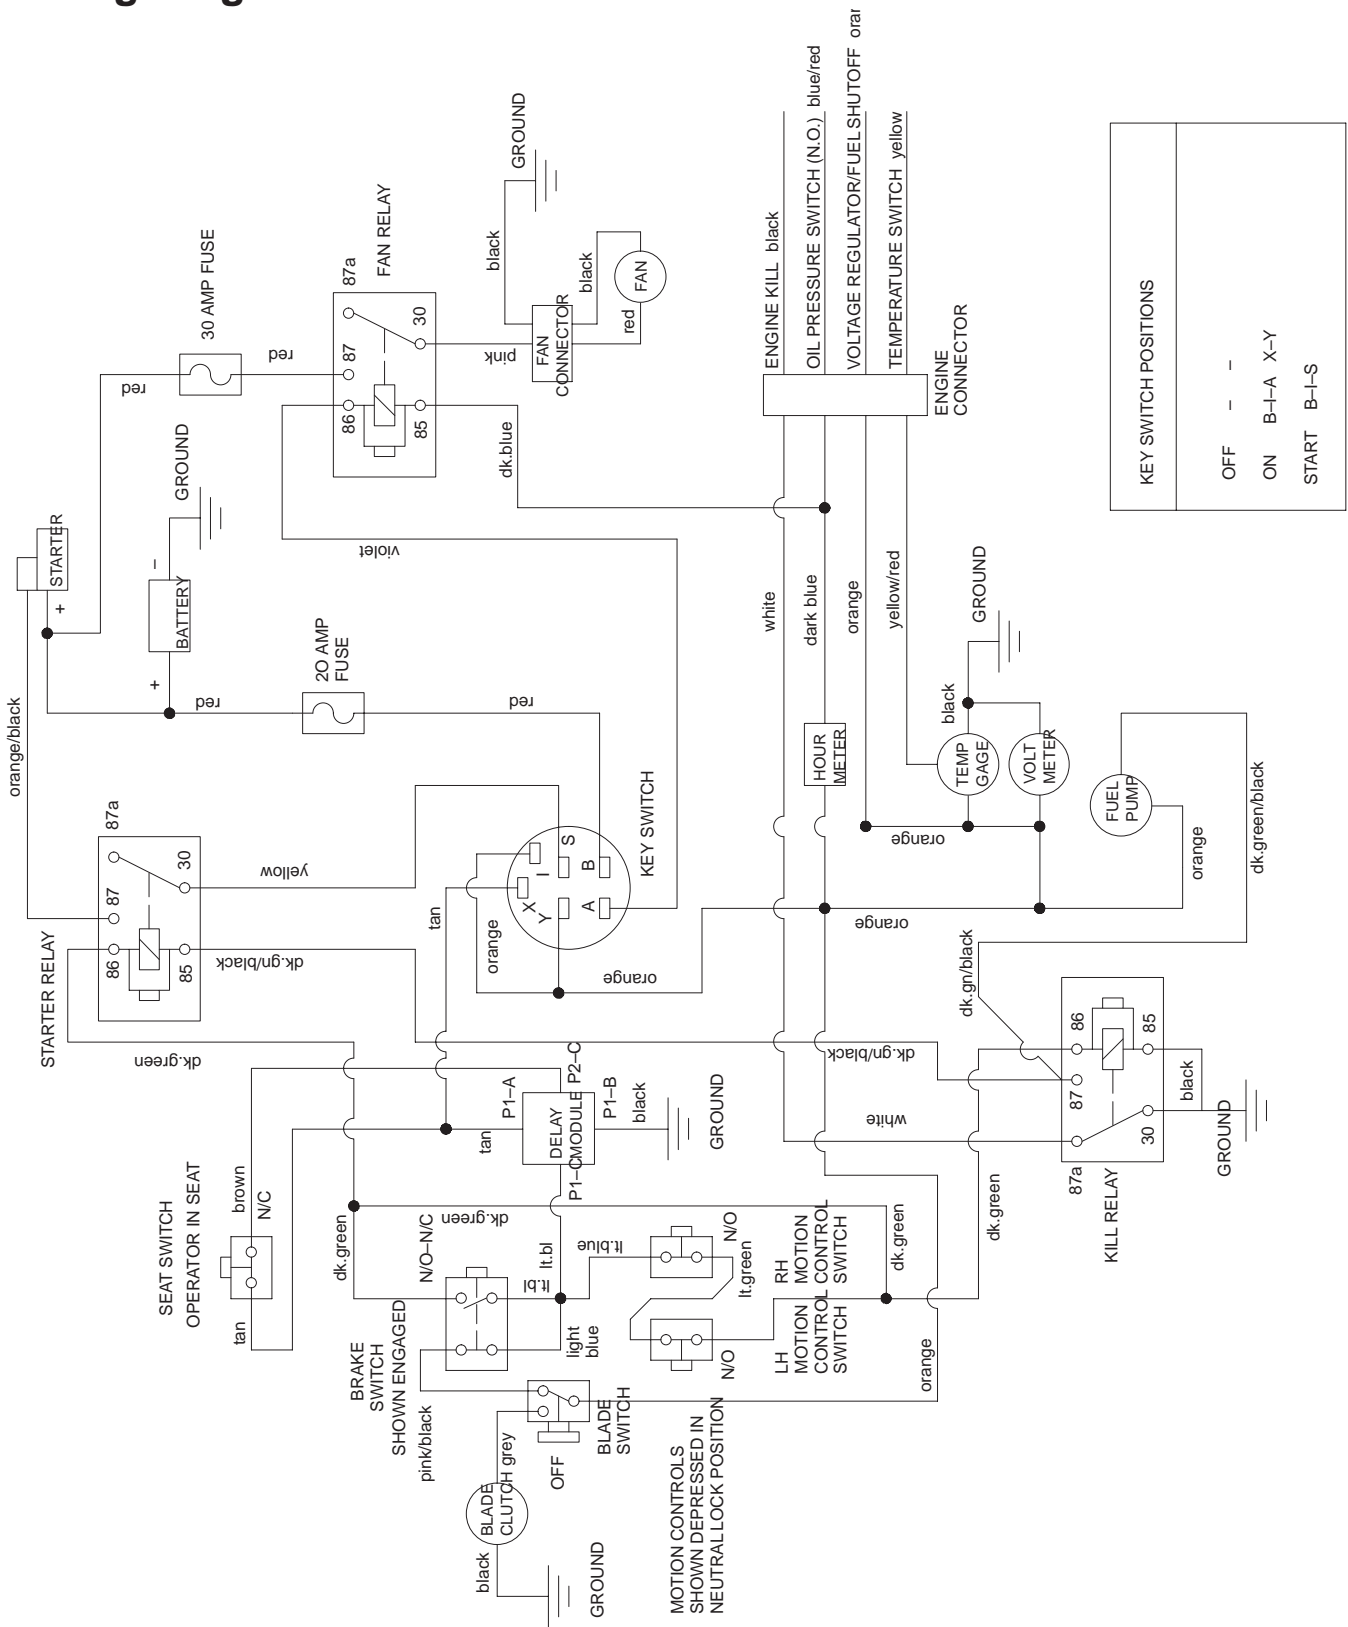 orange/black
STARTER
+
BATTERY
+
–
GROUND
red
30 AMP FUSE
red
FAN RELAY
87a
87
86
85
30
violet
dk.blue
pink
FAN
CONNECTOR
black
GROUND
black
red
FAN
red
20 AMP
FUSE
red
STARTER RELAY
87a
87
86
85
30
yellow
dk.gn/black
dk.green
KEY SWITCH
X
Y
I
S
A
B
tan
orange
orange
ENGINE KILL black
OIL PRESSURE SWITCH (N.O.) blue/red
VOLTAGE REGULATOR/FUEL SHUTOFF
TEMPERATURE SWITCH yellow
ENGINE
CONNECTOR
white
dark blue
orange
yellow/red
HOUR
METER
TEMP
GAGE
VOLT
METER
black
GROUND
orange
orange
FUEL
PUMP
orange
dk.green/black
dk.gn/black
dk.gn/black
white
KILL RELAY
87a
87
86
85
30
black
GROUND
dk.green
SEAT SWITCH
OPERATOR IN SEAT
brown
N/C
tan
tan
P1–A
P2–C
DELAY
MODULE
P1–C
P1–B
black
GROUND
dk.green
dk.green
N/O–N/C
lt.bl
lt.bl
lt.blue
light
blue
BRAKE
SWITCH
SHOWN ENGAGED
pink/black
BLADE
SWITCH
OFF
grey
BLADE
CLUTCH
black
GROUND
N/O
lt.green
N/O
RH
MOTION
CONTROL
SWITCH
LH
MOTION
CONTROL
SWITCH
dk.green
orange
MOTION CONTROLS
SHOWN DEPRESSED IN
NEUTRAL LOCK POSITION
KEY SWITCH POSITIONS
OFF – –
ON B–I–A X–Y
START B–I–S